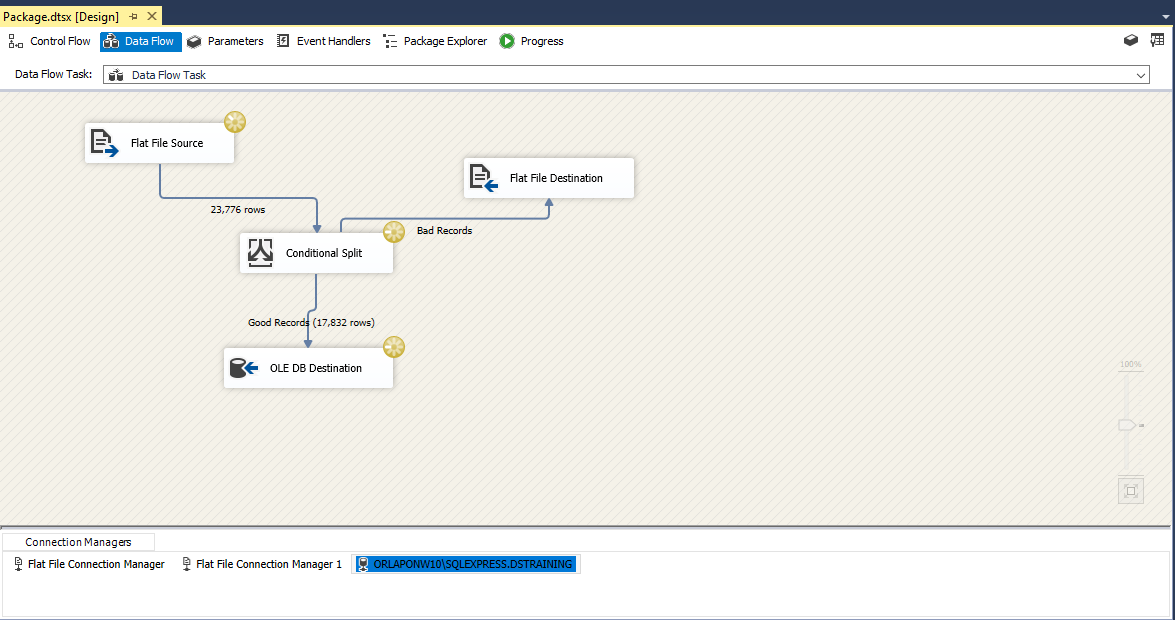 Package.dtsx [Design]
Control Flow Data Flow Parameters Event Handlers Package Explorer Progress
Data Flow Task: Data Flow Task
Flat File Source
Flat File Destination
23,776 rows
Bad Records
Conditional Split
Good Records (17,832 rows)
OLE DB Destination
100%
Connection Managers
Flat File Connection Manager Flat File Connection Manager 1 ORLAPONW10\SQLEXPRESS.DSTRAINING